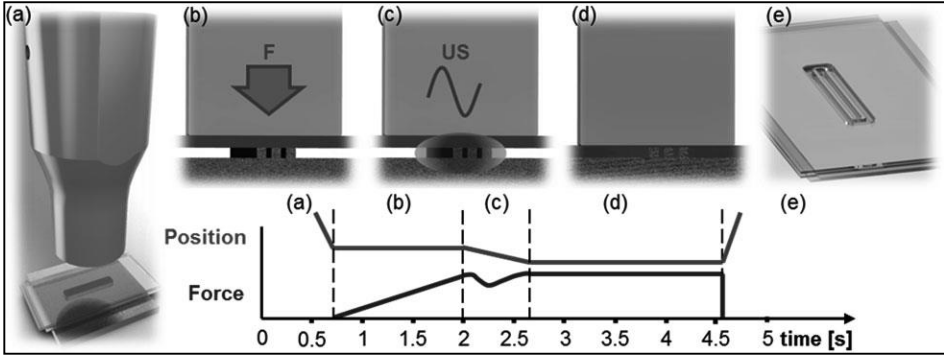 (a) (b) (c) (d) (e)
F
US
(a) (b) (c) (d) (e)
Position
Force
0 0.5 1 1.5 2 2.5 3 3.5 4 4.5 5 time [s]